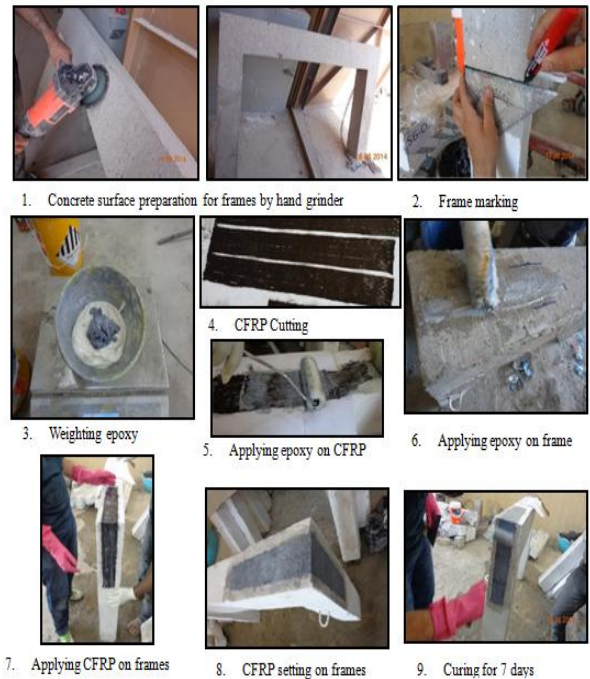 1. Concrete surface preparation for frames by hand grinder
2. Frame marking
3. Weighting epoxy
4. CFRP Cutting
5. Applying epoxy on CFRP
6. Applying epoxy on frame
7. Applying CFRP on frames
8. CFRP setting on frames
9. Curing for 7 days